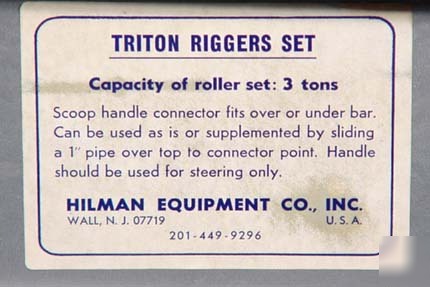 TRITON RIGGERS SET
Capacity of roller set: 3 tons
Scoop handle connector fits over or under bar.
Can be used as is or supplemented by sliding
a 1" pipe over top to connector point. Handle
should be used for steering only.
HILMAN EQUIPMENT CO., INC.
WALL, N. J. 07719 U. S. A.
201-449-9296